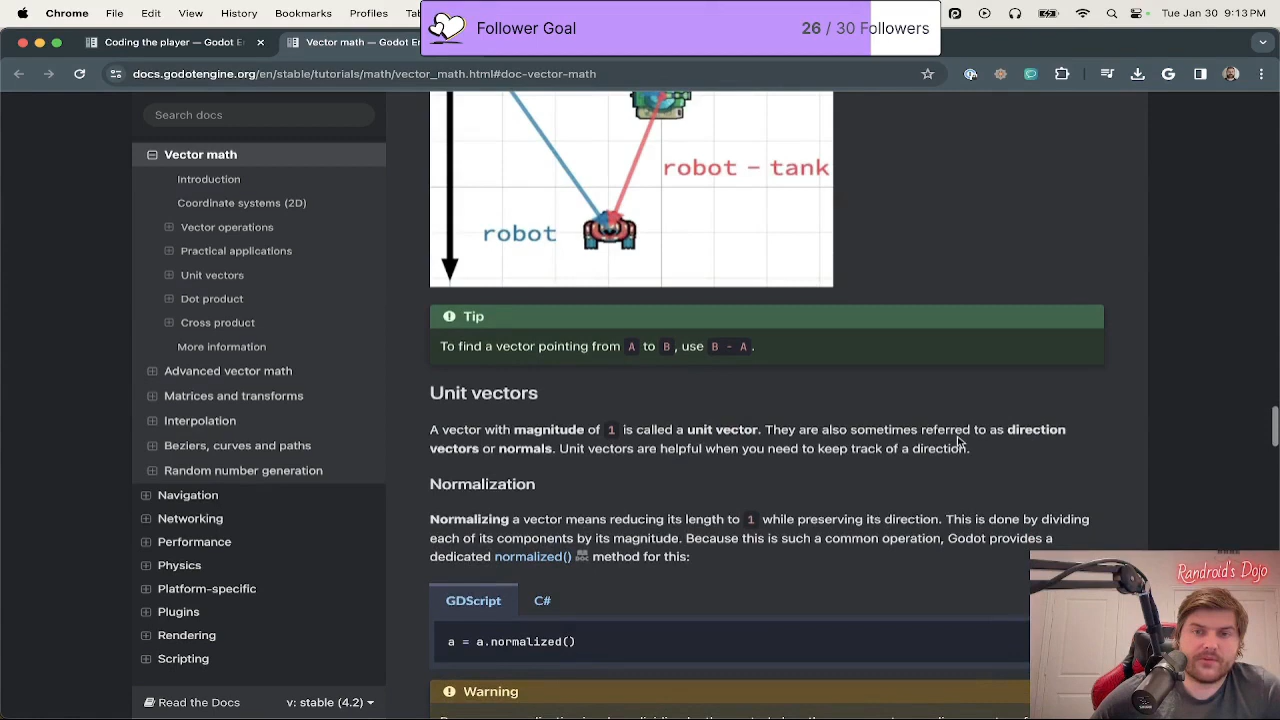 Chrome
Bookmarks
Profiles
Follower Goal
26 / 30 Followers
Tue Jan 30 9:13 PM
Coding the player — Godot E
Vector math — Godot En
docs.godotengine.org/en/stable/tutorials/math/vector_math.html#doc-vector-math
Search docs
Vector math
Introduction
Coordinate systems (2D)
Vector operations
Practical applications
Unit vectors
Dot product
Cross product
More information
Advanced vector math
Matrices and transforms
Interpolation
Beziers, curves and paths
Random number generation
Navigation
Networking
Performance
Physics
Platform-specific
Plugins
Rendering
Scripting
Read the Docs
v: stable (4.2)
robot - tank
robot
Tip
To find a vector pointing from A to B, use B - A.
Unit vectors
A vector with magnitude of 1 is called a unit vector. They are also sometimes referred to as direction
vectors or normals. Unit vectors are helpful when you need to keep track of a direction.
Normalization
Normalizing a vector means reducing its length to 1 while preserving its direction. This is done by dividing
each of its components by its magnitude. Because this is such a common operation, Godot provides a
dedicated normalized() method for this:
GDScript
C#
a = a.normalized()
Warning
Randroid's Dojo